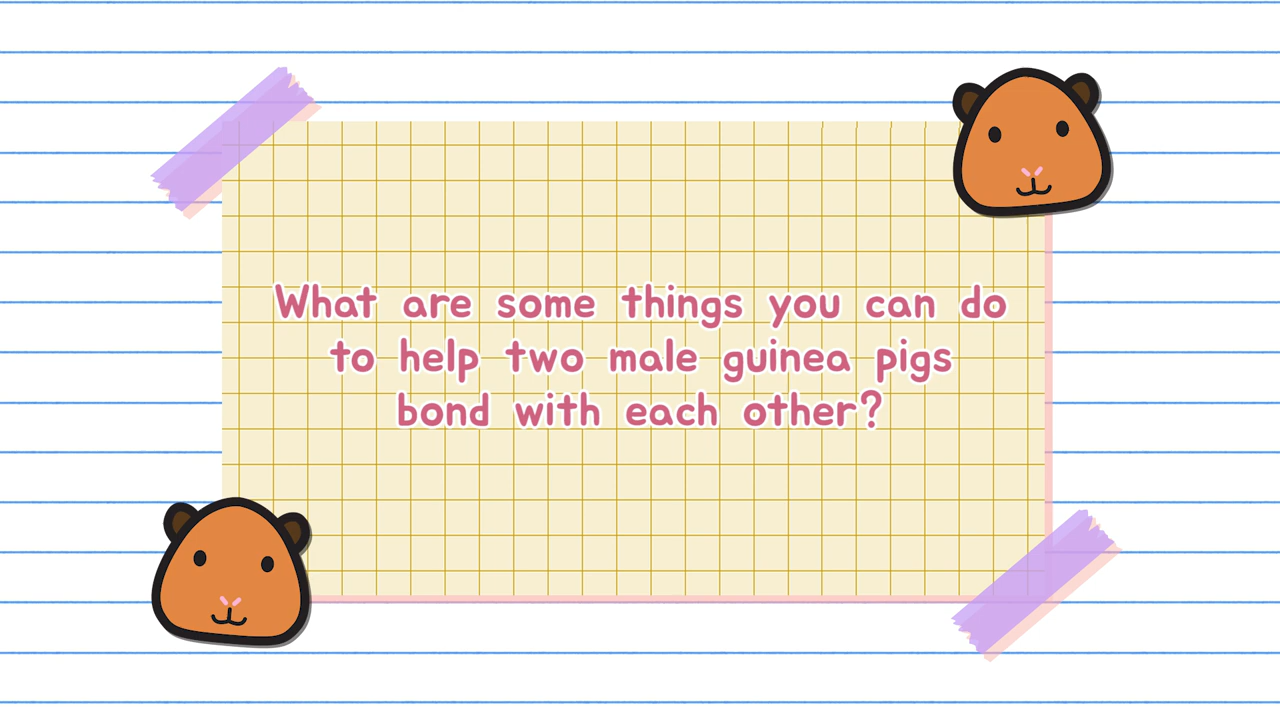 What are some things you can do
to help two male guinea pigs
bond with each other?